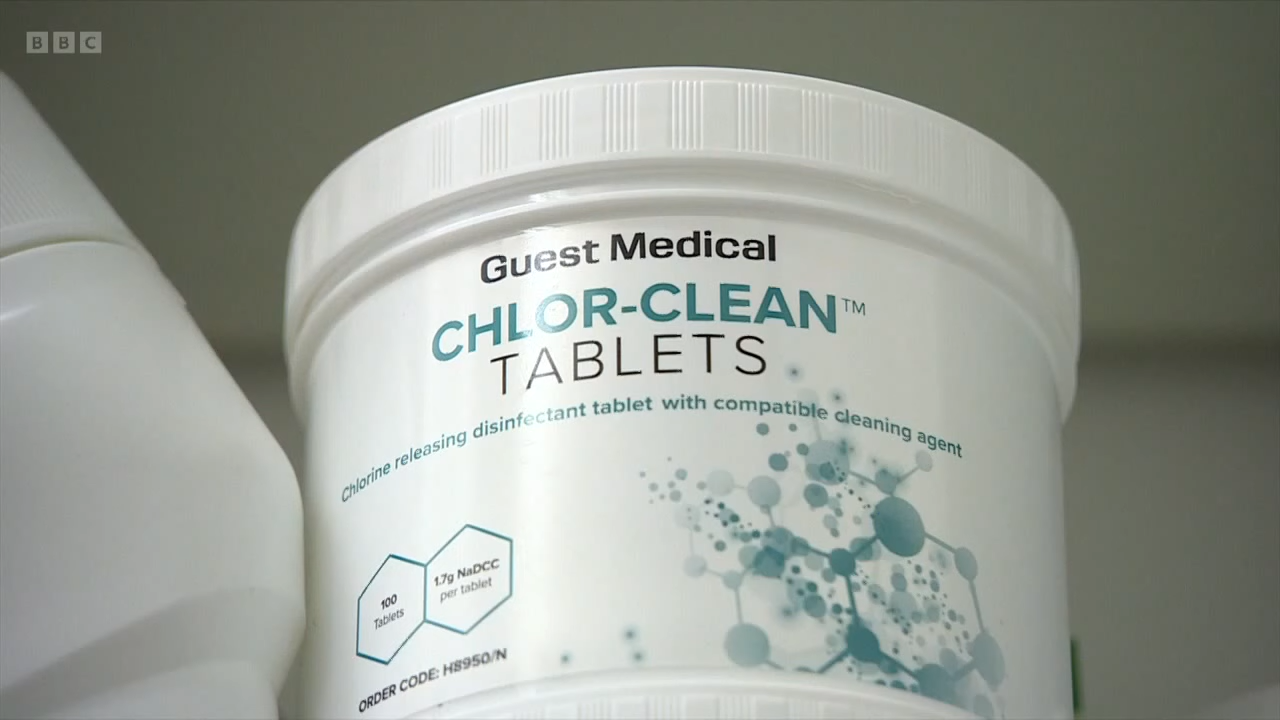 BBC
Guest Medical
CHLOR-CLEAN™
TABLETS
Chlorine releasing disinfectant tablet with compatible cleaning agent
1.7g NaDCC
per tablet
100
Tablets
ORDER CODE: H8950/N